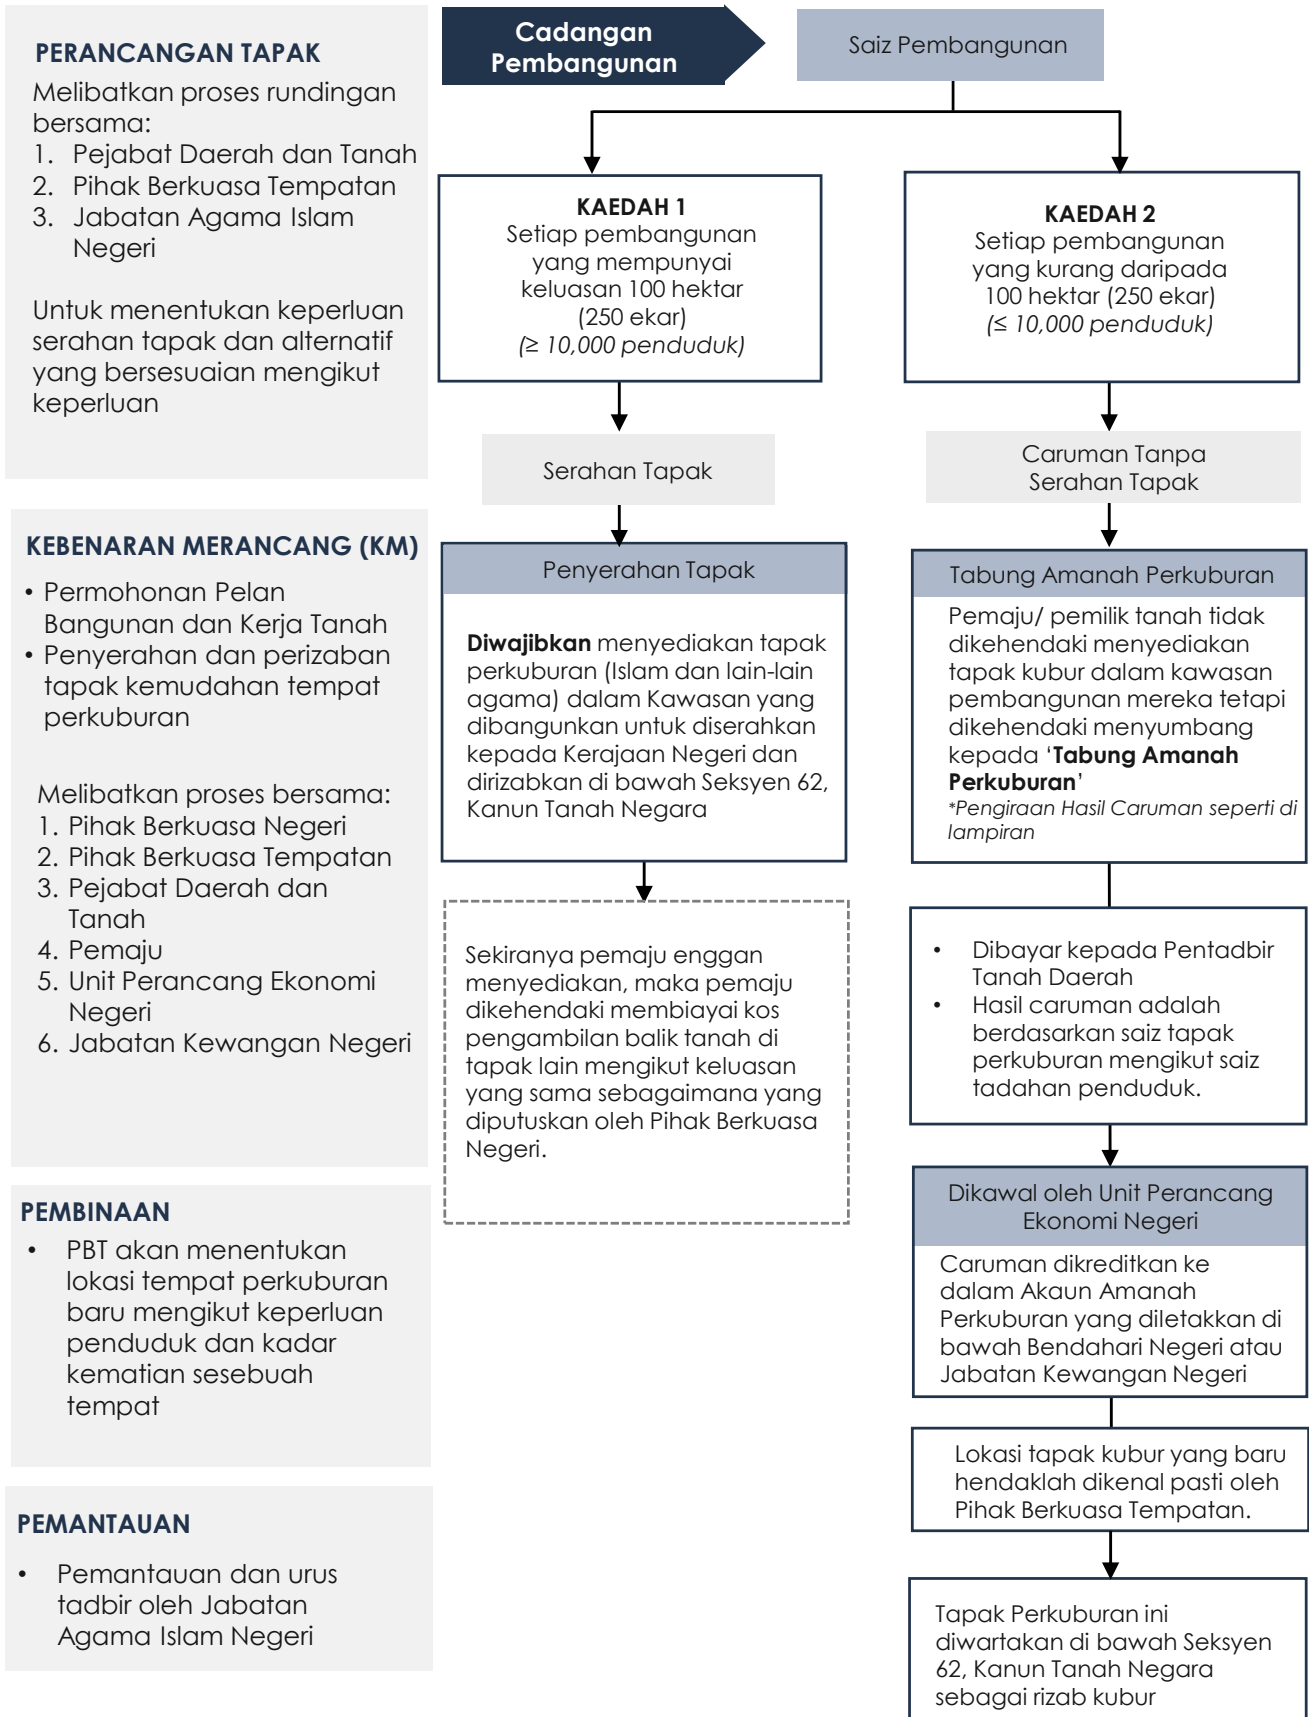 PERANCANGAN TAPAK
Melibatkan proses rundingan
bersama:
1. Pejabat Daerah dan Tanah
2. Pihak Berkuasa Tempatan
3. Jabatan Agama Islam
Negeri
Untuk menentukan keperluan
serahan tapak dan alternatif
yang bersesuaian mengikut
keperluan
KEBENARAN MERANCANG (KM)
• Permohonan Pelan
Bangunan dan Kerja Tanah
• Penyerahan dan perizaban
tapak kemudahan tempat
perkuburan
Melibatkan proses bersama:
1. Pihak Berkuasa Negeri
2. Pihak Berkuasa Tempatan
3. Pejabat Daerah dan
Tanah
4. Pemaju
5. Unit Perancang Ekonomi
Negeri
6. Jabatan Kewangan Negeri
PEMBINAAN
• PBT akan menentukan
lokasi tempat perkuburan
baru mengikut keperluan
penduduk dan kadar
kematian sesebuah
tempat
PEMANTAUAN
• Pemantauan dan urus
tadbir oleh Jabatan
Agama Islam Negeri
Cadangan
Pembangunan
Saiz Pembangunan
KAEDAH 1
Setiap pembangunan
yang mempunyai
keluasan 100 hektar
(250 ekar)
(≥ 10,000 penduduk)
Serahan Tapak
Penyerahan Tapak
Diwajibkan menyediakan tapak
perkuburan (Islam dan lain-lain
agama) dalam Kawasan yang
dibangunkan untuk diserahkan
kepada Kerajaan Negeri dan
dirizabkan di bawah Seksyen 62,
Kanun Tanah Negara
Sekiranya pemaju enggan
menyediakan, maka pemaju
dikehendaki membiayai kos
pengambilan balik tanah di
tapak lain mengikut keluasan
yang sama sebagaimana yang
diputuskan oleh Pihak Berkuasa
Negeri.
KAEDAH 2
Setiap pembangunan
yang kurang daripada
100 hektar (250 ekar)
(≤ 10,000 penduduk)
Caruman Tanpa
Serahan Tapak
Tabung Amanah Perkuburan
Pemaju/ pemilik tanah tidak
dikehendaki menyediakan
tapak kubur dalam kawasan
pembangunan mereka tetapi
dikehendaki menyumbang
kepada ‘Tabung Amanah
Perkuburan’
*Pengiraan Hasil Caruman seperti di
lampiran
• Dibayar kepada Pentadbir
Tanah Daerah
• Hasil caruman adalah
berdasarkan saiz tapak
perkuburan mengikut saiz
tadahan penduduk.
Dikawal oleh Unit Perancang
Ekonomi Negeri
Caruman dikreditkan ke
dalam Akaun Amanah
Perkuburan yang diletakkan di
bawah Bendahari Negeri atau
Jabatan Kewangan Negeri
Lokasi tapak kubur yang baru
hendaklah dikenal pasti oleh
Pihak Berkuasa Tempatan.
Tapak Perkuburan ini
diwartakan di bawah Seksyen
62, Kanun Tanah Negara
sebagai rizab kubur